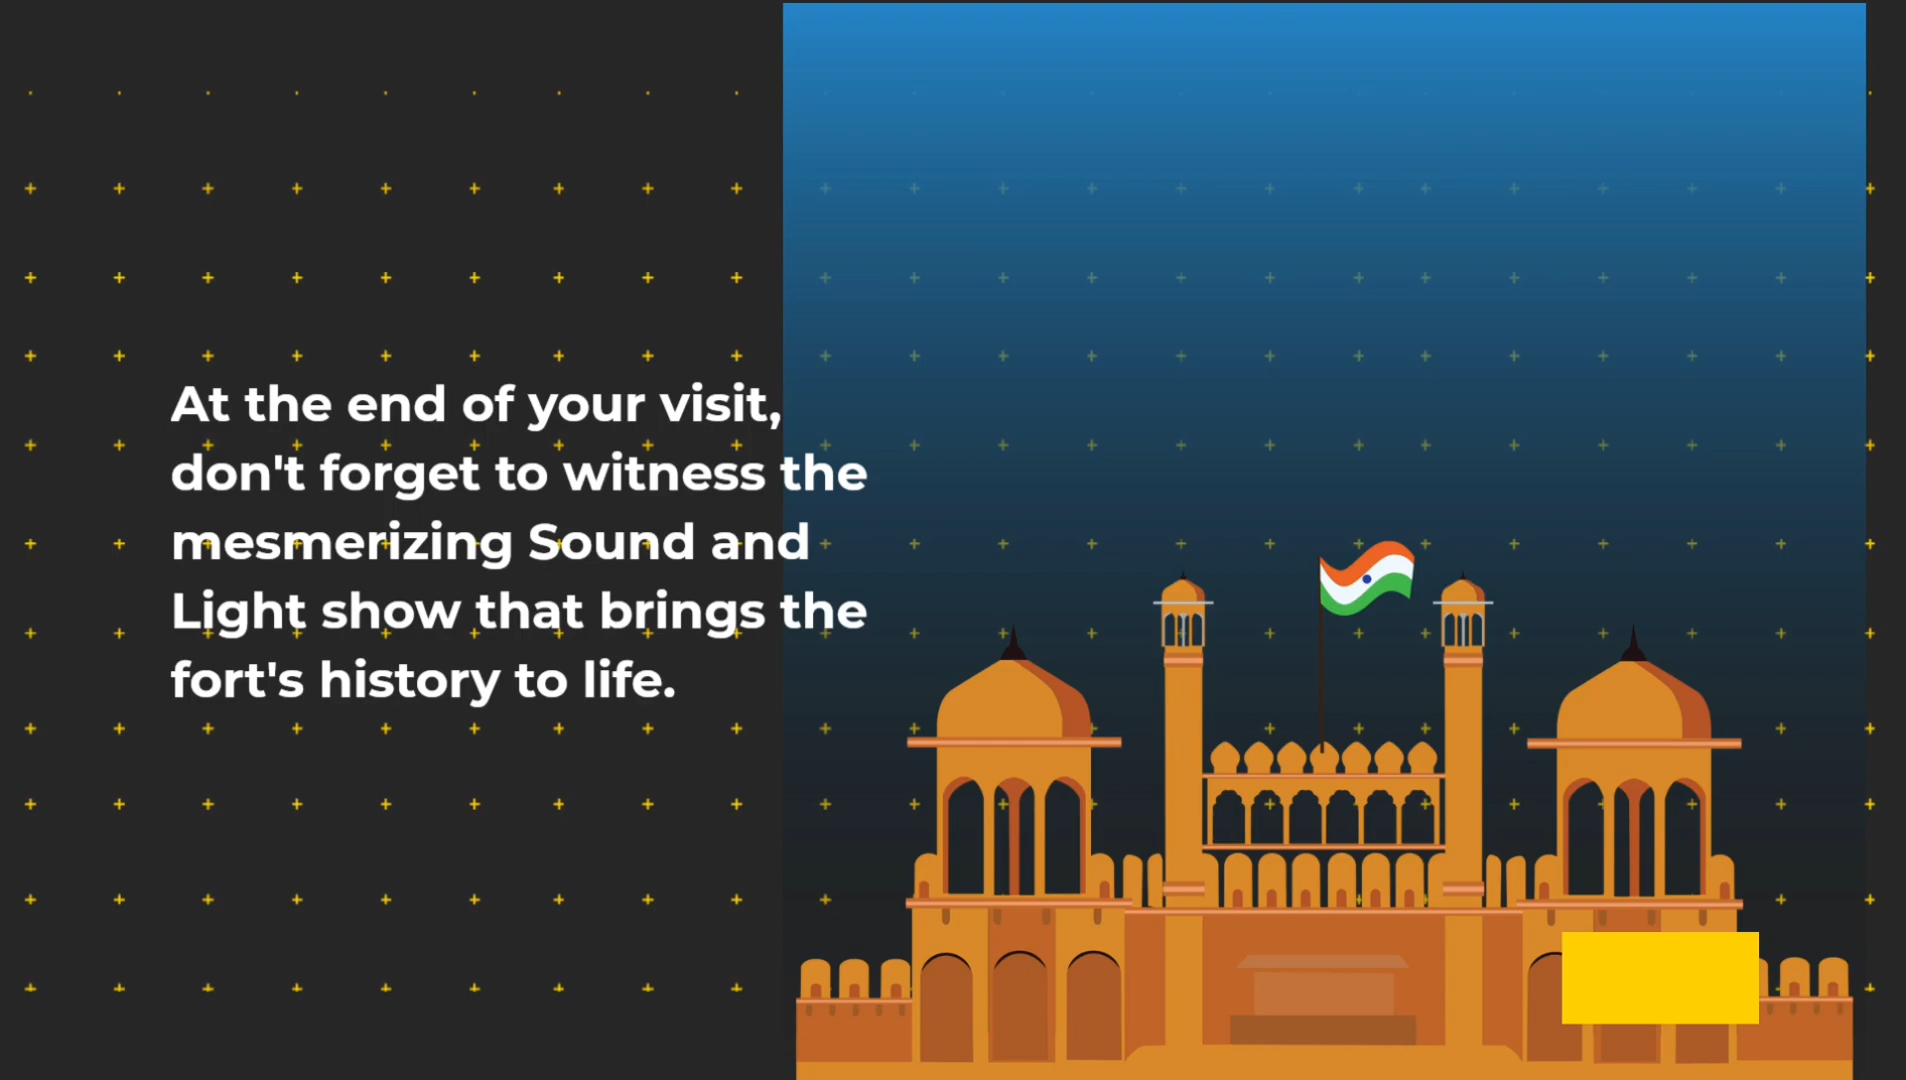 At the end of your visit,
don't forget to witness the
mesmerizing Sound and
Light show that brings the
fort's history to life.